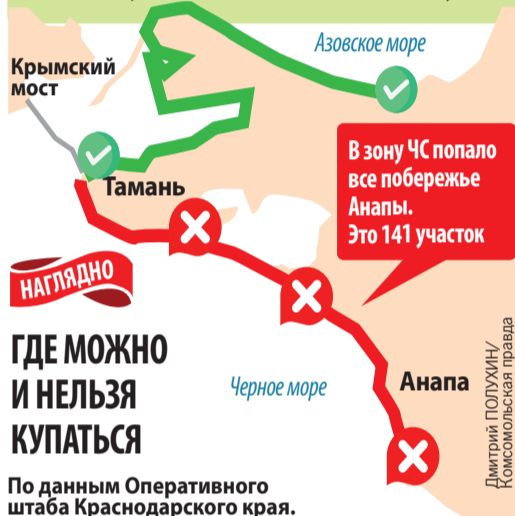 Азовское море
Крымский
мост
Тамань
В зону ЧС попало
все побережье
Анапы.
Это 141 участок
НАГЛЯДНО
ГДЕ МОЖНО
И НЕЛЬЗЯ
КУПАТЬСЯ
Черное море
Анапа
По данным Оперативного
штаба Краснодарского края.
Дмитрий ПОЛУХИН/
Комсомольская правда